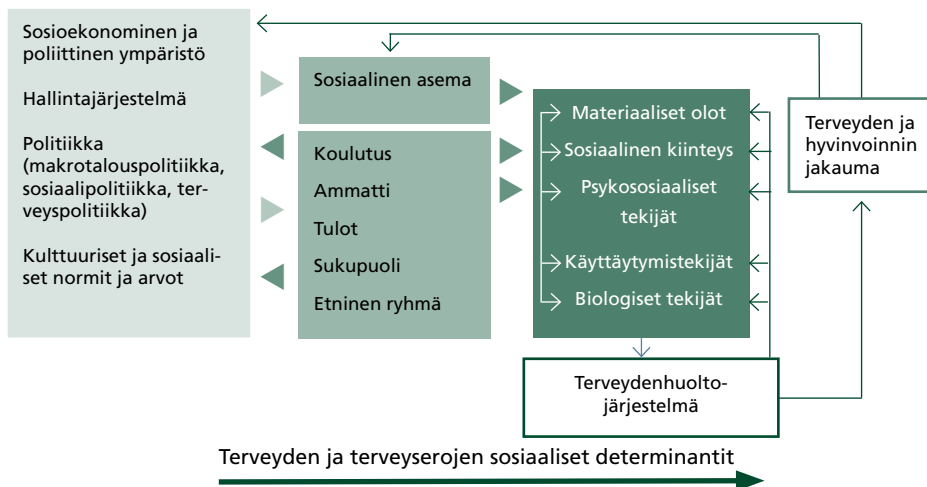 Sosioekonominen ja
poliittinen ympäristö
Hallintajärjestelmä
Politiikka
(makrotalouspolitiikka,
sosiaalipolitiikka, ter-
veyspolitiikka)
Kulttuuriset ja sosiaali-
set normit ja arvot
Sosiaalinen asema
Koulutus
Ammatti
Tulot
Sukupuoli
Etninen ryhmä
Materiaaliset olot
Sosiaalinen kiinteys
Psykososiaaliset
tekijät
Käyttäytymistekijät
Biologiset tekijät
Terveyden ja
hyvinvoinnin
jakauma
Terveydenhuolto-
järjestelmä
Terveyden ja terveyserojen sosiaaliset determinantit